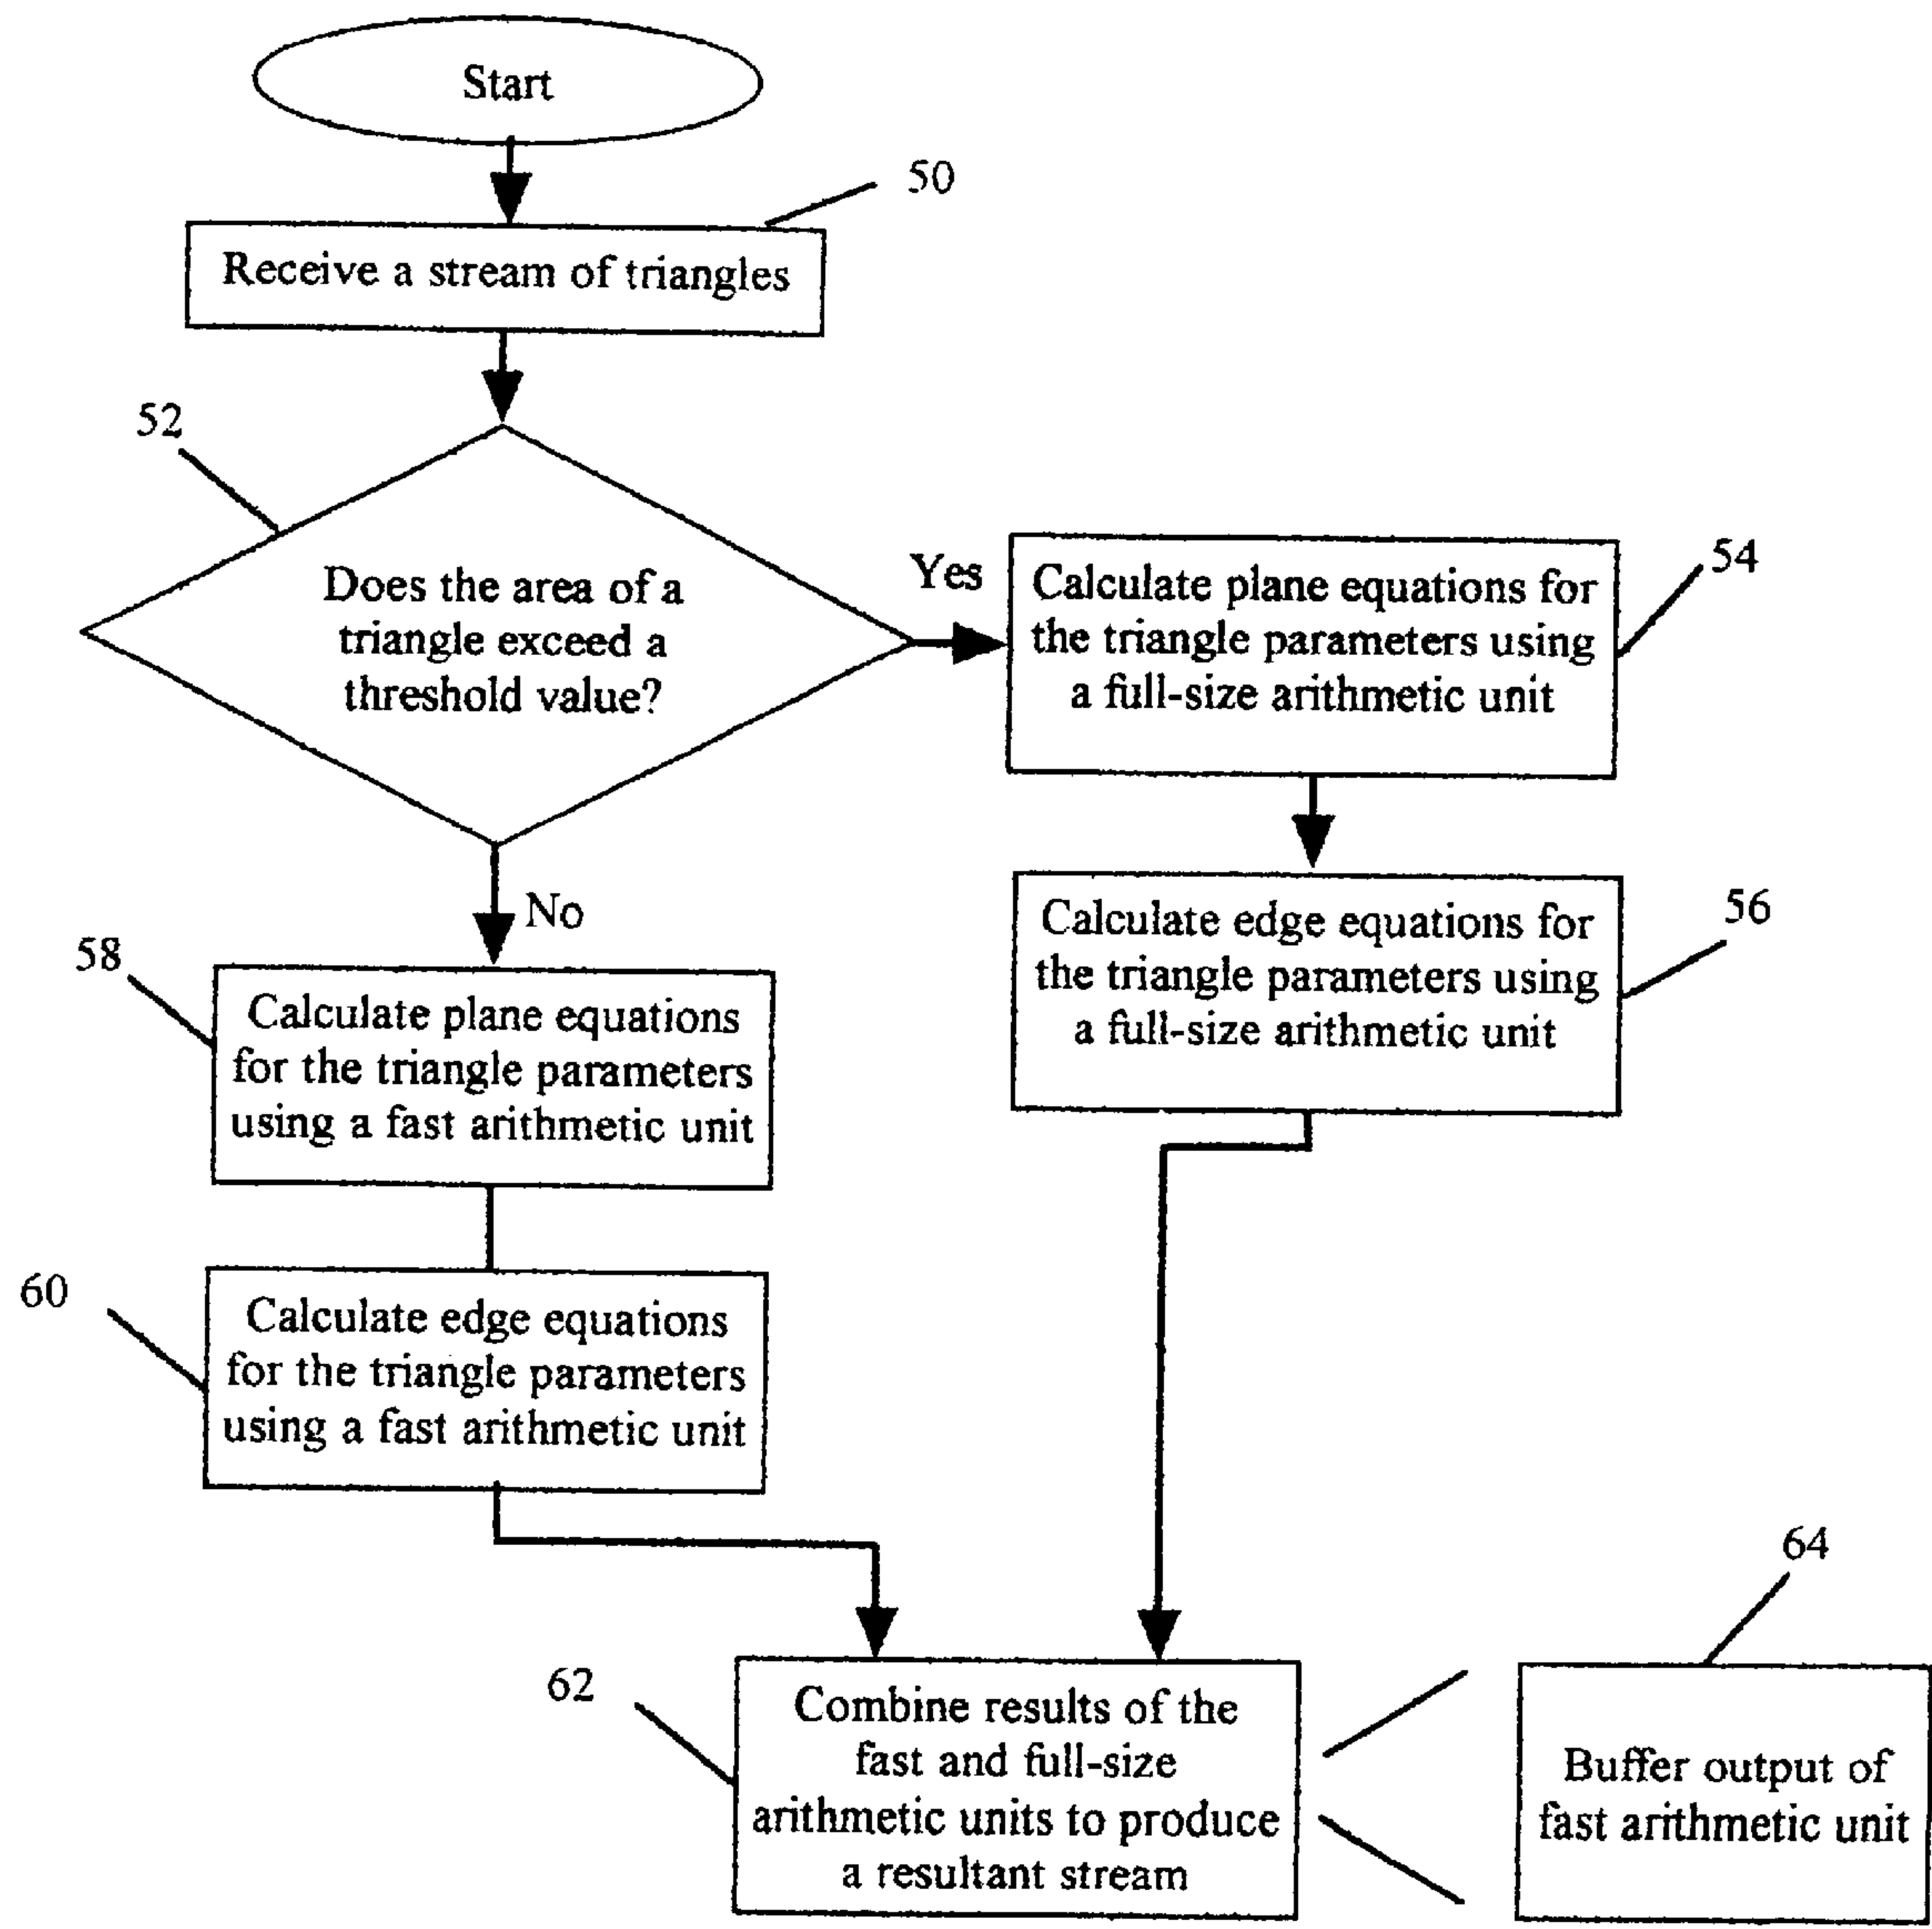 Start
50
Receive a stream of triangles
52
Does the area of a
triangle exceed a
threshold value?
Yes
Calculate plane equations for
the triangle parameters using
a full-size arithmetic unit
54
No
Calculate edge equations for
the triangle parameters using
a full-size arithmetic unit
56
58
Calculate plane equations
for the triangle parameters
using a fast arithmetic unit
60
Calculate edge equations
for the triangle parameters
using a fast arithmetic unit
62
Combine results of the
fast and full-size
arithmetic units to produce
a resultant stream
64
Buffer output of
fast arithmetic unit